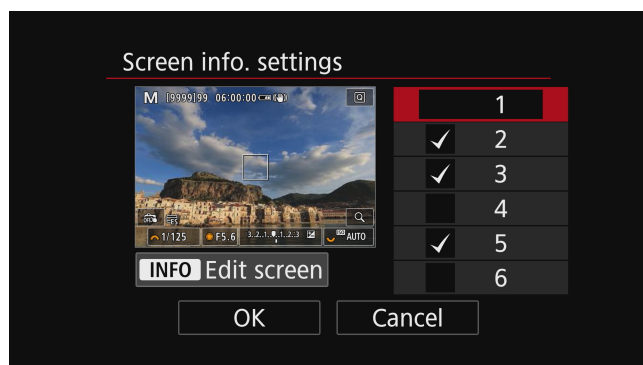 Screen info. settings
M [9999]99 06:00:00
Q
1/125 F5.6 3..2..1..0..1..2..:3 ISO AUTO
INFO Edit screen
1
2
3
4
5
6
OK Cancel